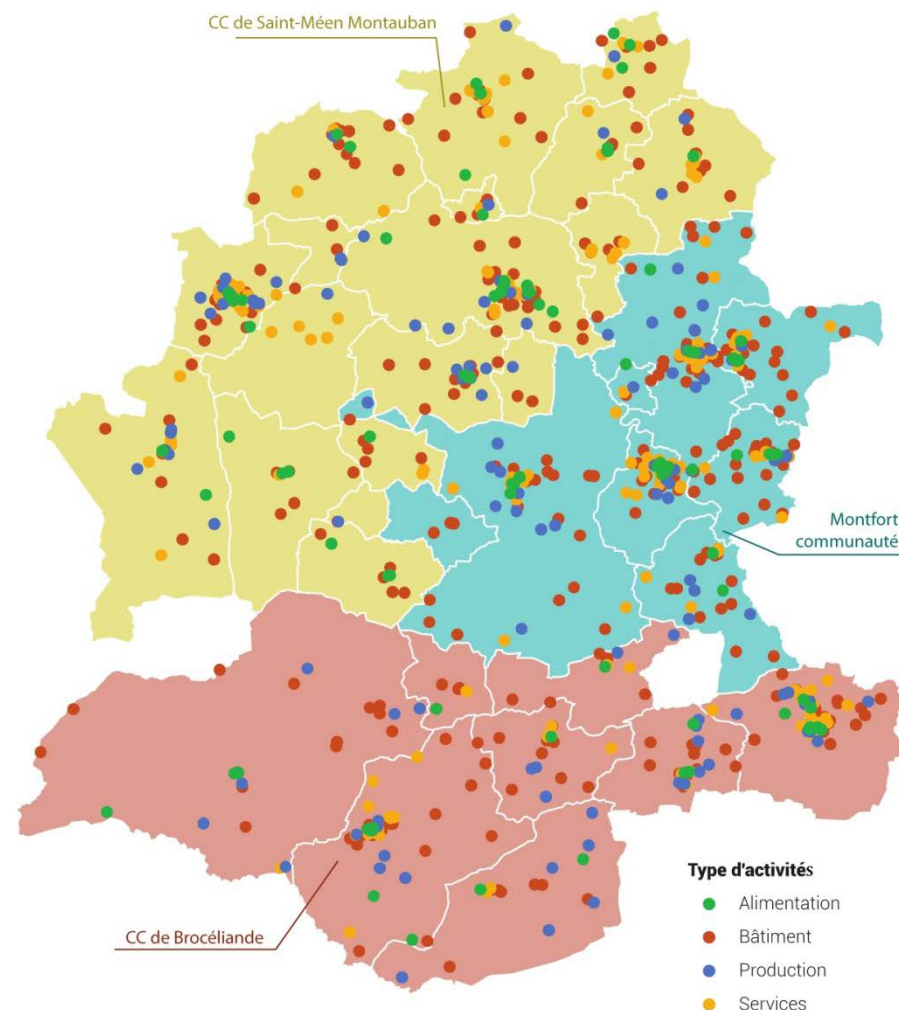 CC de Saint-Méen Montauban
Montfort
communauté
CC de Brocéliande
Type d'activités
Alimentation
Bâtiment
Production
Services